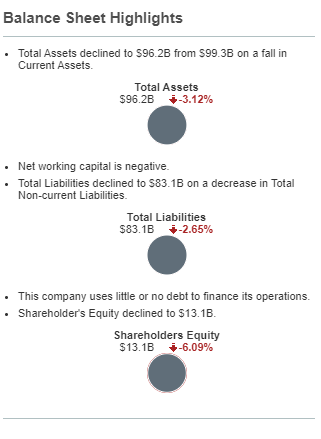 Balance Sheet Highlights
• Total Assets declined to $96.2B from $99.3B on a fall in
Current Assets.
Total Assets
$96.2B -3.12%
• Net working capital is negative.
• Total Liabilities declined to $83.1B on a decrease in Total
Non-current Liabilities.
Total Liabilities
$83.1B -2.65%
• This company uses little or no debt to finance its operations.
• Shareholder's Equity declined to $13.1B.
Shareholders Equity
$13.1B -6.09%